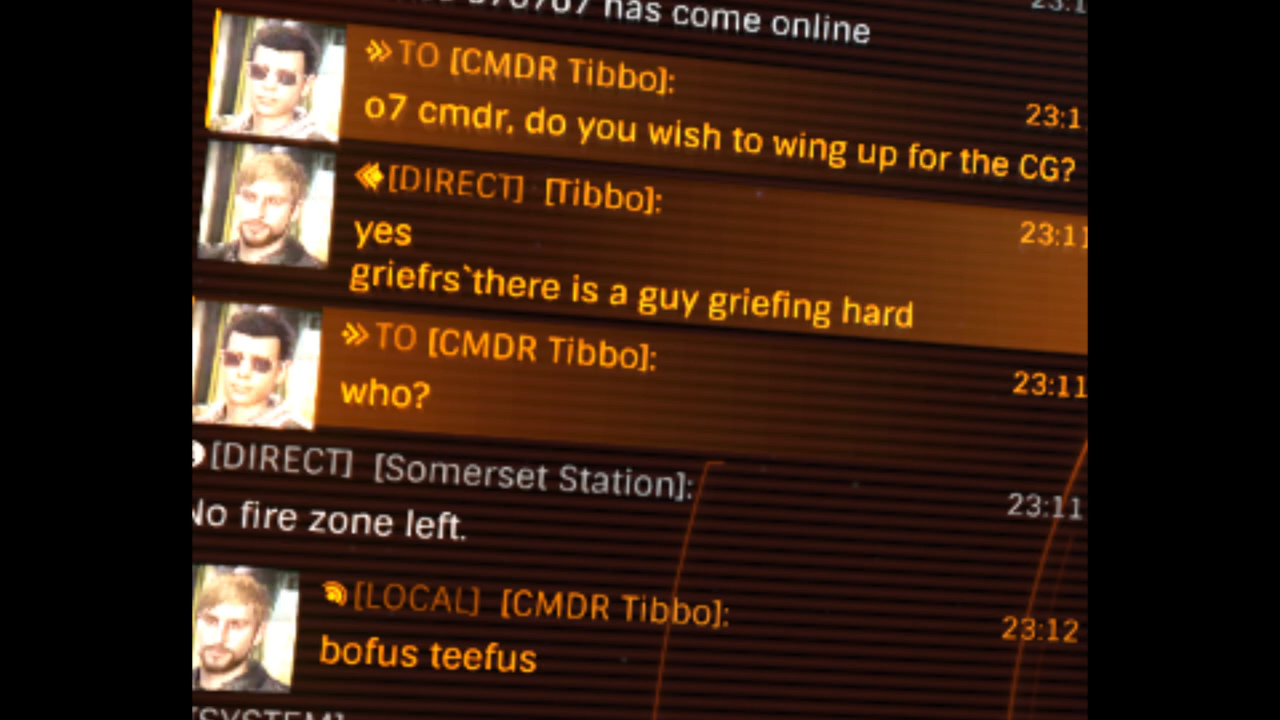 has come online
TO [CMDR Tibbo]:
23:1
o7 cmdr, do you wish to wing up for the CG?
[DIRECT] [Tibbo]:
23:11
yes
griefrs`there is a guy griefing hard
TO [CMDR Tibbo]:
23:11
who?
[DIRECT] [Somerset Station]:
23:11
No fire zone left.
[LOCAL] [CMDR Tibbo]:
23:12
bofus teefus
[SYSTEM]